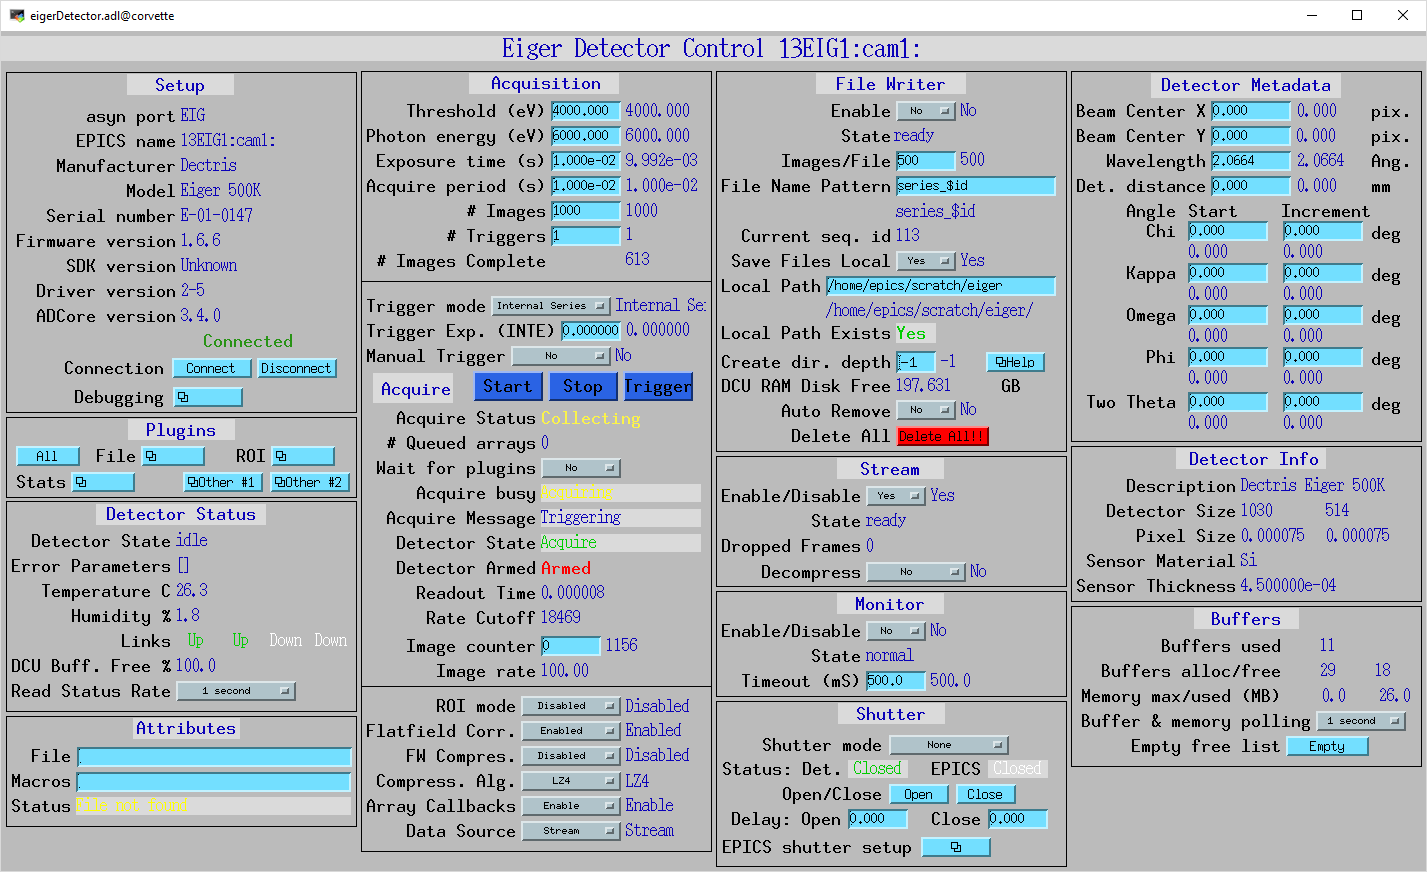 eigerDetector.adl@corvette
Eiger Detector Control 13EIG1:cam1:
Setup
asyn port EIG
EPICS name 13EIG1:cam1:
Manufacturer Dectris
Model Eiger 500K
Serial number E-01-0147
Firmware version 1.6.6
SDK version Unknown
Driver version 2-5
ADCore version 3.4.0
Connected
Connection Connect Disconnect
Debugging
Plugins
All File ROI
Stats Other #1 Other #2
Detector Status
Detector State idle
Error Parameters []
Temperature C 26.3
Humidity % 1.8
Links Up Up Down Down
DCU Buff. Free % 100.0
Read Status Rate 1 second
Attributes
File
Macros
Status File not found
Acquisition
Threshold (eV) 4000.000 4000.000
Photon energy (eV) 6000.000 6000.000
Exposure time (s) 1.000e-02 9.992e-03
Acquire period (s) 1.000e-02 1.000e-02
# Images 1000 1000
# Triggers 1 1
# Images Complete 613
Trigger mode Internal Series Internal Se
Trigger Exp. (INTE) 0.000000 0.000000
Manual Trigger No No
Acquire Start Stop Trigger
Acquire Status Collecting
# Queued arrays 0
Wait for plugins No
Acquire busy
Acquire Message Triggering
Detector State Acquire
Detector Armed Armed
Readout Time 0.000008
Rate Cutoff 18469
Image counter 0 1156
Image rate 100.00
ROI mode Disabled Disabled
Flatfield Corr. Enabled Enabled
FW Compres. Disabled Disabled
Compress. Alg. LZ4 LZ4
Array Callbacks Enable Enable
Data Source Stream Stream
File Writer
Enable No No
State ready
Images/File 500 500
File Name Pattern series_$id
series_$id
Current seq. id 113
Save Files Local Yes Yes
Local Path /home/epics/scratch/eiger
/home/epics/scratch/eiger/
Local Path Exists Yes
Create dir. depth -1 -1 Help
DCU RAM Disk Free 197.631 GB
Auto Remove No No
Delete All Delete All!!
Stream
Enable/Disable Yes Yes
State ready
Dropped Frames 0
Decompress No No
Monitor
Enable/Disable No No
State normal
Timeout (mS) 500.0 500.0
Shutter
Shutter mode None
Status: Det. Closed EPICS Closed
Open/Close Open Close
Delay: Open 0.000 Close 0.000
EPICS shutter setup
Detector Metadata
Beam Center X 0.000 0.000 pix.
Beam Center Y 0.000 0.000 pix.
Wavelength 2.0664 2.0664 Ang.
Det. distance 0.000 0.000 mm
Angle Start Increment
Chi 0.000 0.000 deg
0.000 0.000
Kappa 0.000 0.000 deg
0.000 0.000
Omega 0.000 0.000 deg
0.000 0.000
Phi 0.000 0.000 deg
0.000 0.000
Two Theta 0.000 0.000 deg
0.000 0.000
Detector Info
Description Dectris Eiger 500K
Detector Size 1030 514
Pixel Size 0.000075 0.000075
Sensor Material Si
Sensor Thickness 4.500000e-04
Buffers
Buffers used 11
Buffers alloc/free 29 18
Memory max/used (MB) 0.0 26.0
Buffer & memory polling 1 second
Empty free list Empty